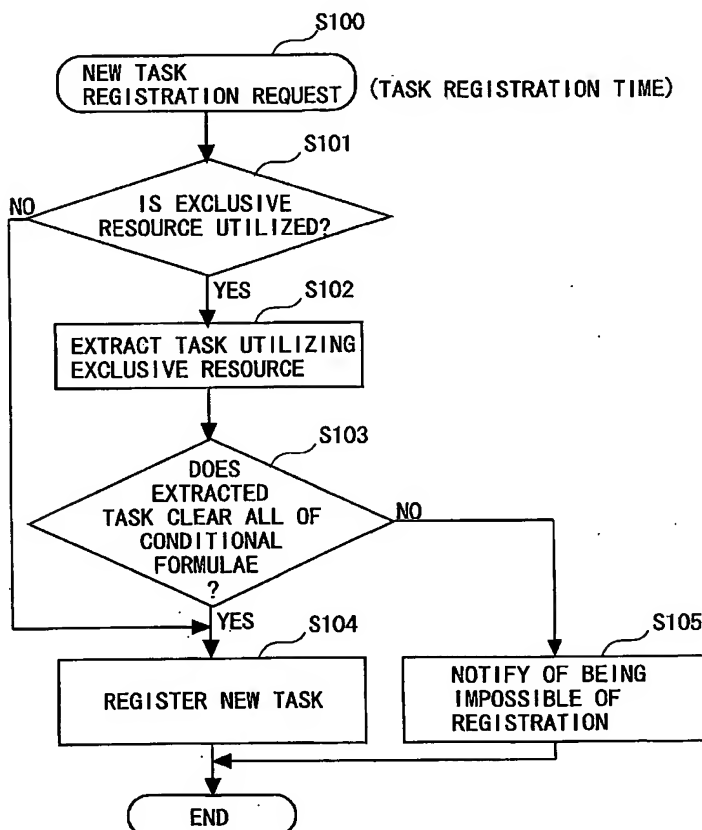 S100
NEW TASK
REGISTRATION REQUEST
(TASK REGISTRATION TIME)
S101
NO
IS EXCLUSIVE
RESOURCE UTILIZED?
YES
S102
EXTRACT TASK UTILIZING
EXCLUSIVE RESOURCE
S103
DOES
EXTRACTED
TASK CLEAR ALL OF
CONDITIONAL
FORMULAE
?
NO
YES
S104
REGISTER NEW TASK
S105
NOTIFY OF BEING
IMPOSSIBLE OF
REGISTRATION
END